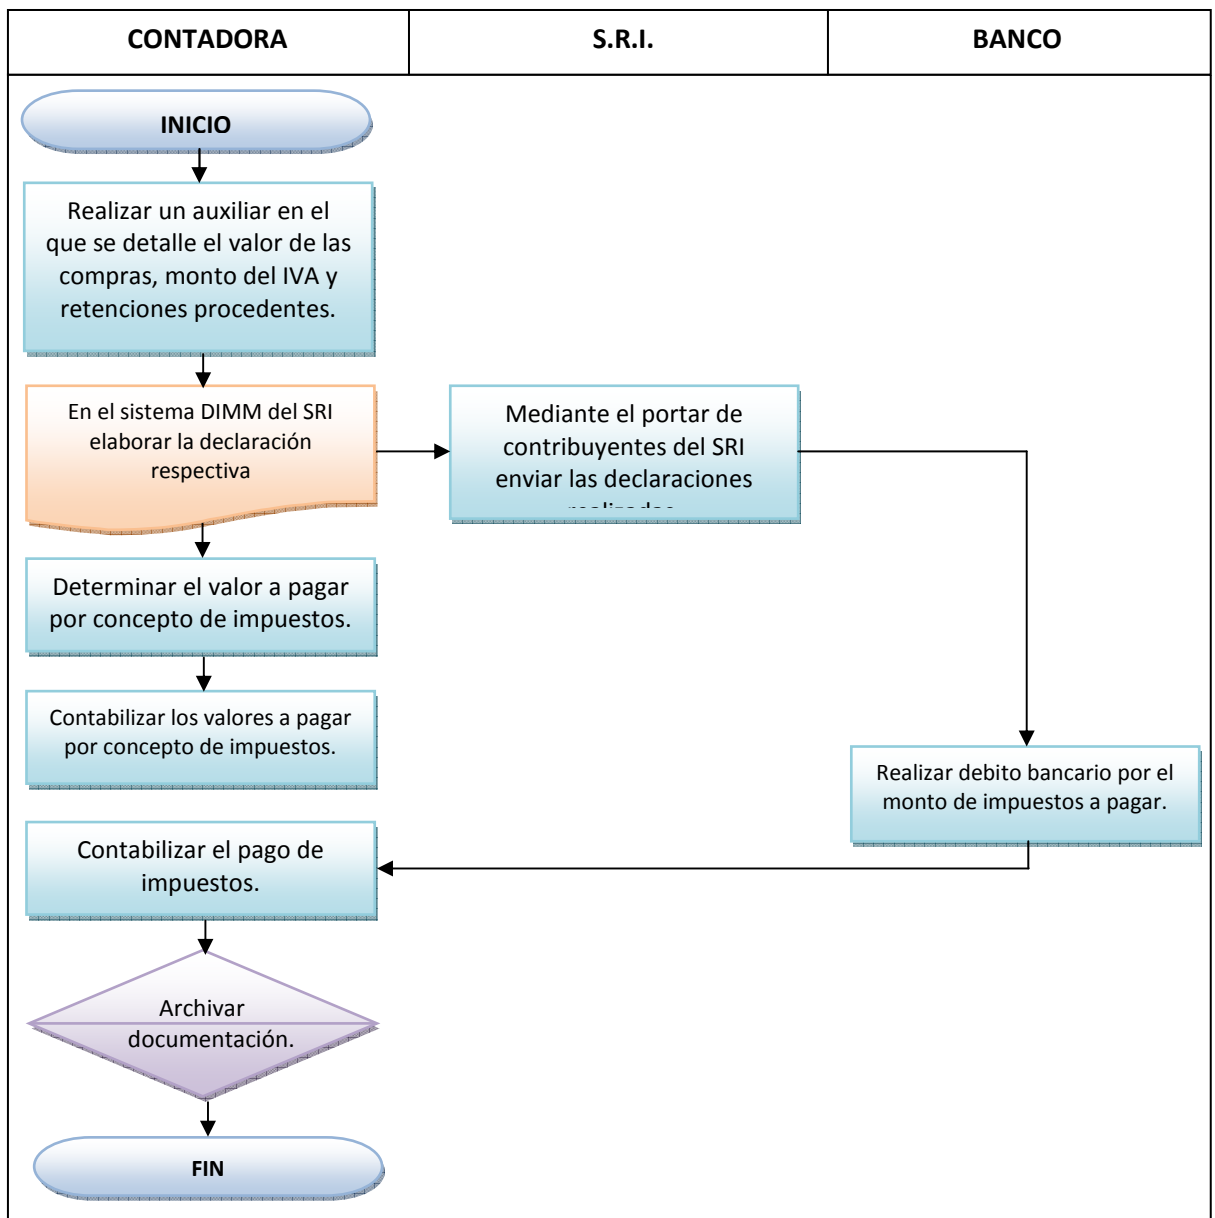 CONTADORA
S.R.I.
BANCO
INICIO
Realizar un auxiliar en el
que se detalle el valor de las
compras, monto del IVA y
retenciones procedentes.
En el sistema DIMM del SRI
elaborar la declaración
respectiva
Mediante el portar de
contribuyentes del SRI
enviar las declaraciones
Determinar el valor a pagar
por concepto de impuestos.
Contabilizar los valores a pagar
por concepto de impuestos.
Realizar debito bancario por el
monto de impuestos a pagar.
Contabilizar el pago de
impuestos.
Archivar
documentación.
FIN